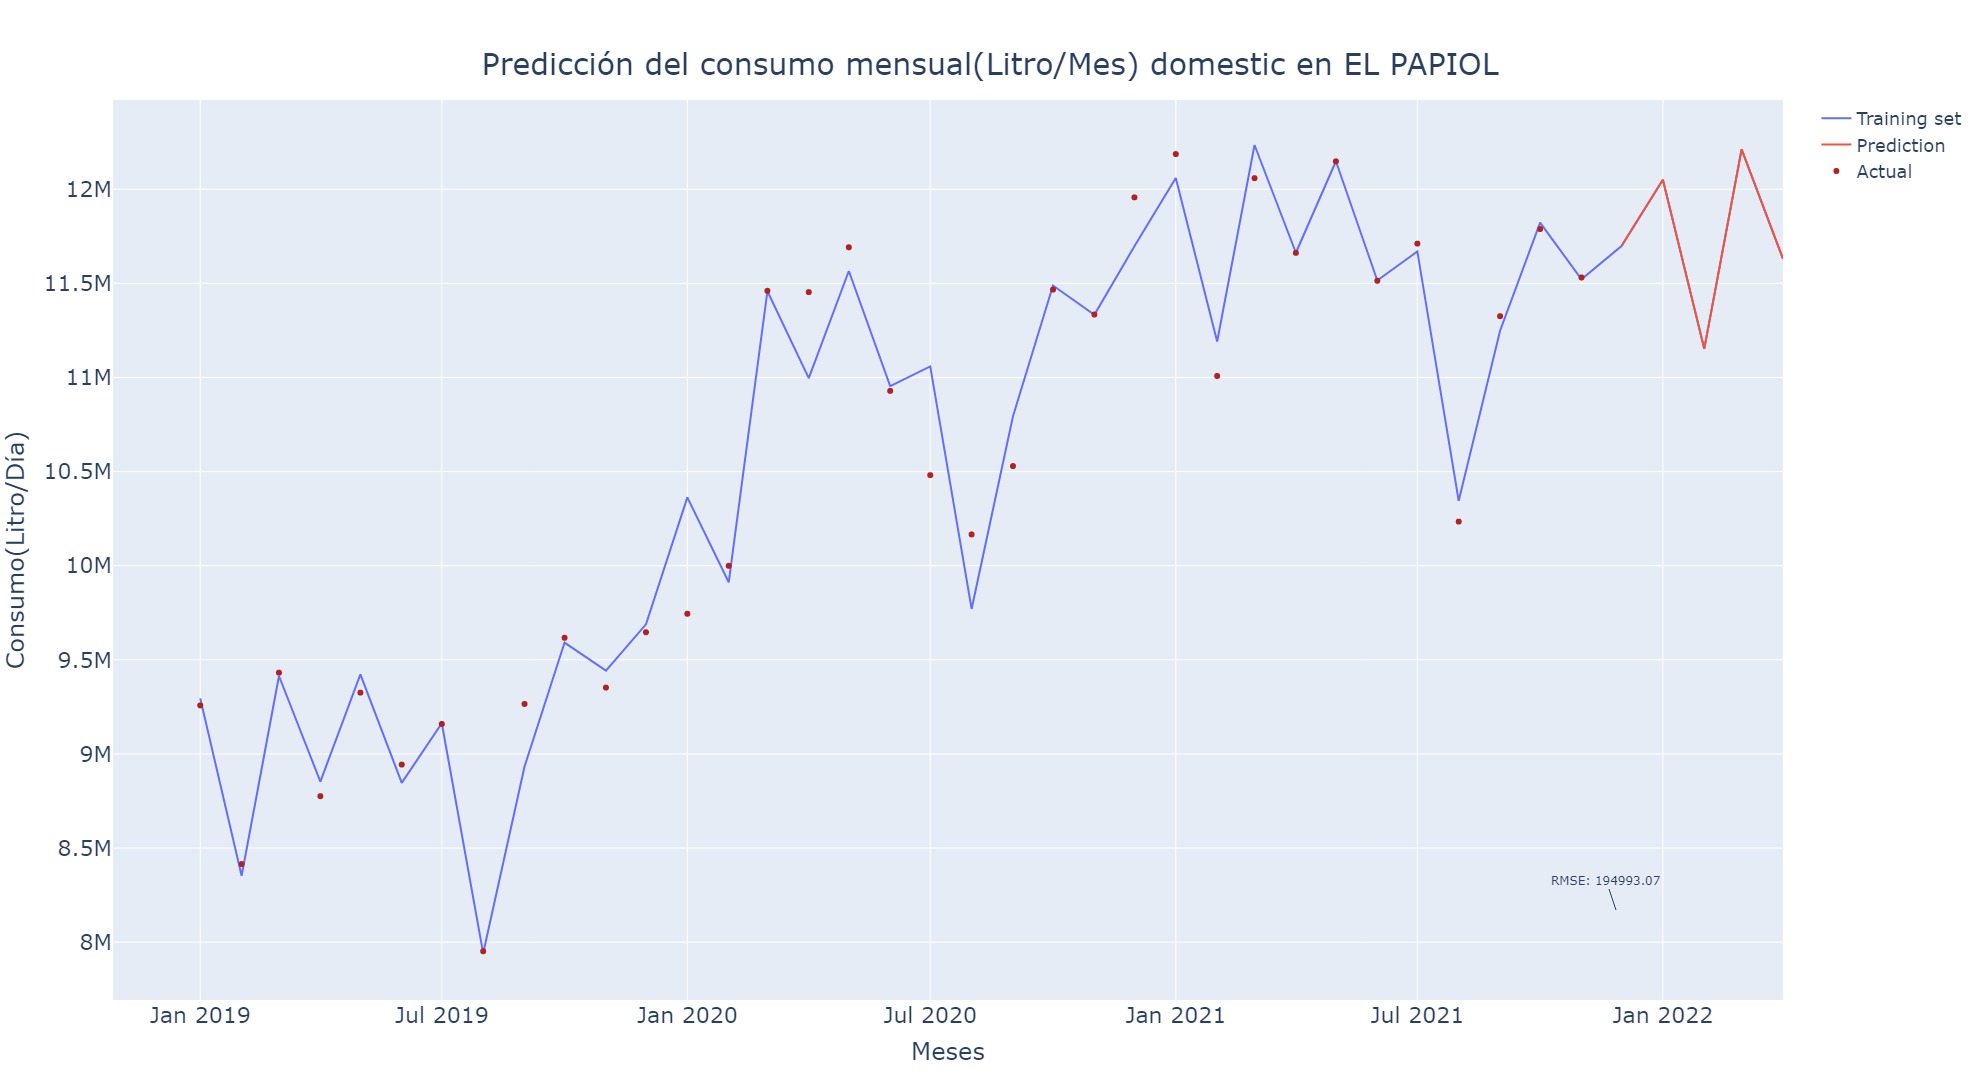 Predicción del consumo mensual(Litro/Mes) domestic en EL PAPIOL
Training set
Prediction
Actual
12M
11.5M
11M
10.5M
10M
9.5M
9M
8.5M
8M
Consumo(Litro/Día)
RMSE: 194993.07
Jan 2019
Jul 2019
Jan 2020
Jul 2020
Jan 2021
Jul 2021
Jan 2022
Meses